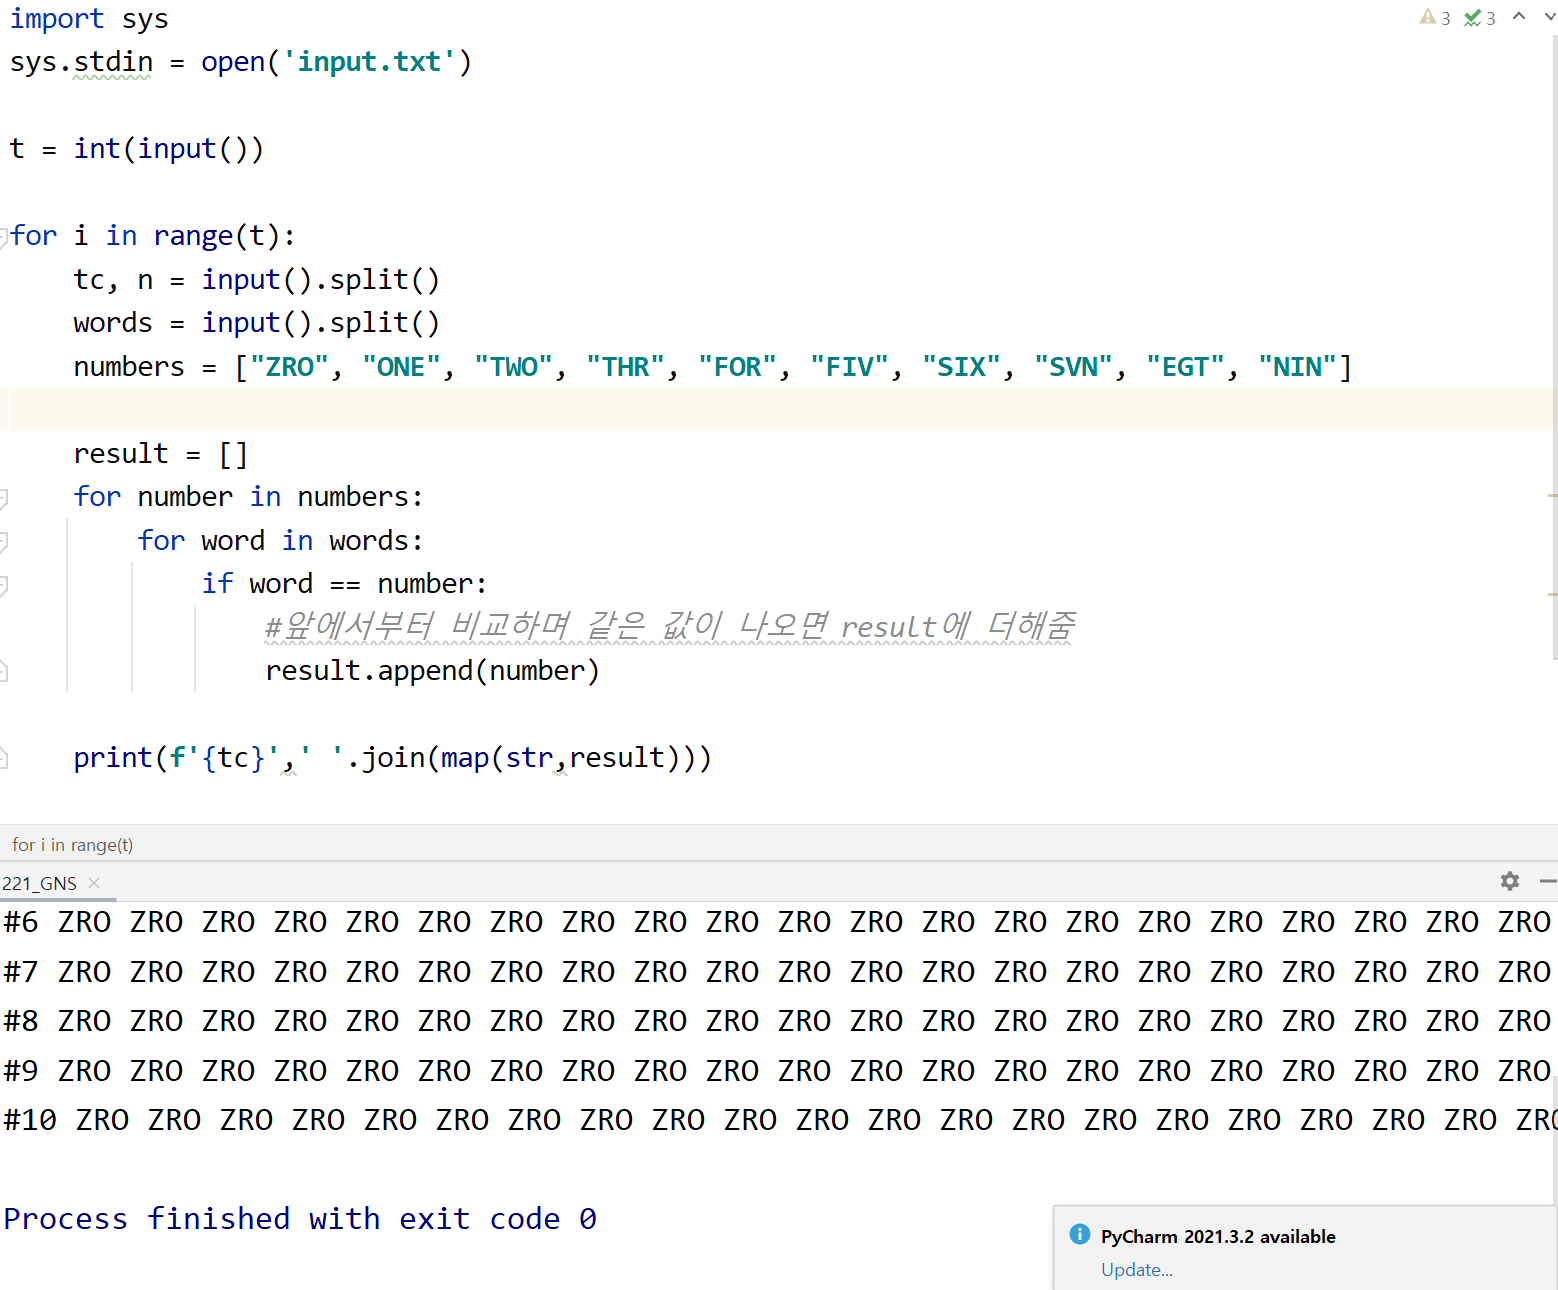 import sys
sys.stdin = open('input.txt')
t = int(input())
for i in range(t):
    tc, n = input().split()
    words = input().split()
    numbers = ["ZRO", "ONE", "TWO", "THR", "FOR", "FIV", "SIX", "SVN", "EGT", "NIN"]
    result = []
    for number in numbers:
        for word in words:
            if word == number:
                #앞에서부터 비교하며 같은 값이 나오면 result에 더해줌
                result.append(number)
    print(f'{tc}',' '.join(map(str,result)))
3 3
for i in range(t)
221_GNS
#6 ZRO ZRO ZRO ZRO ZRO ZRO ZRO ZRO ZRO ZRO ZRO ZRO ZRO ZRO ZRO ZRO ZRO ZRO ZRO ZRO ZRO
#7 ZRO ZRO ZRO ZRO ZRO ZRO ZRO ZRO ZRO ZRO ZRO ZRO ZRO ZRO ZRO ZRO ZRO ZRO ZRO ZRO ZRO
#8 ZRO ZRO ZRO ZRO ZRO ZRO ZRO ZRO ZRO ZRO ZRO ZRO ZRO ZRO ZRO ZRO ZRO ZRO ZRO ZRO ZRO
#9 ZRO ZRO ZRO ZRO ZRO ZRO ZRO ZRO ZRO ZRO ZRO ZRO ZRO ZRO ZRO ZRO ZRO ZRO ZRO ZRO ZRO
#10 ZRO ZRO ZRO ZRO ZRO ZRO ZRO ZRO ZRO ZRO ZRO ZRO ZRO ZRO ZRO ZRO ZRO ZRO ZRO ZRO ZRO
Process finished with exit code 0
PyCharm 2021.3.2 available
Update...